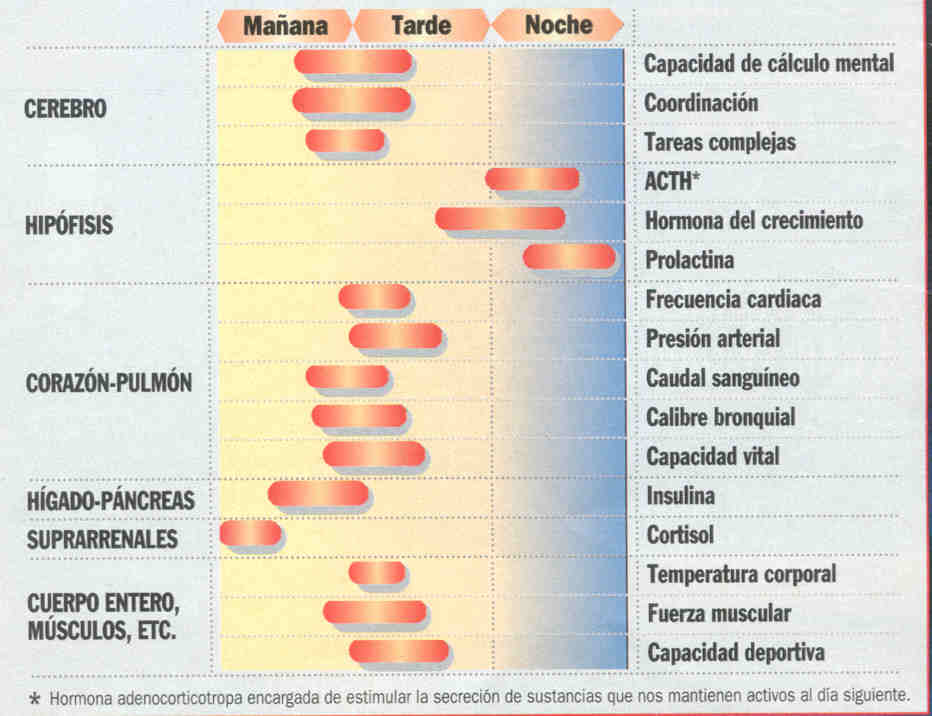 Mañana Tarde Noche
CEREBRO
Capacidad de cálculo mental
Coordinación
Tareas complejas
HIPÓFISIS
ACTH*
Hormona del crecimiento
Prolactina
CORAZÓN-PULMÓN
Frecuencia cardiaca
Presión arterial
Caudal sanguíneo
Calibre bronquial
Capacidad vital
HÍGADO-PÁNCREAS
Insulina
SUPRARRENALES
Cortisol
CUERPO ENTERO,
MÚSCULOS, ETC.
Temperatura corporal
Fuerza muscular
Capacidad deportiva
* Hormona adenocorticotropa encargada de estimular la secreción de sustancias que nos mantienen activos al día siguiente.